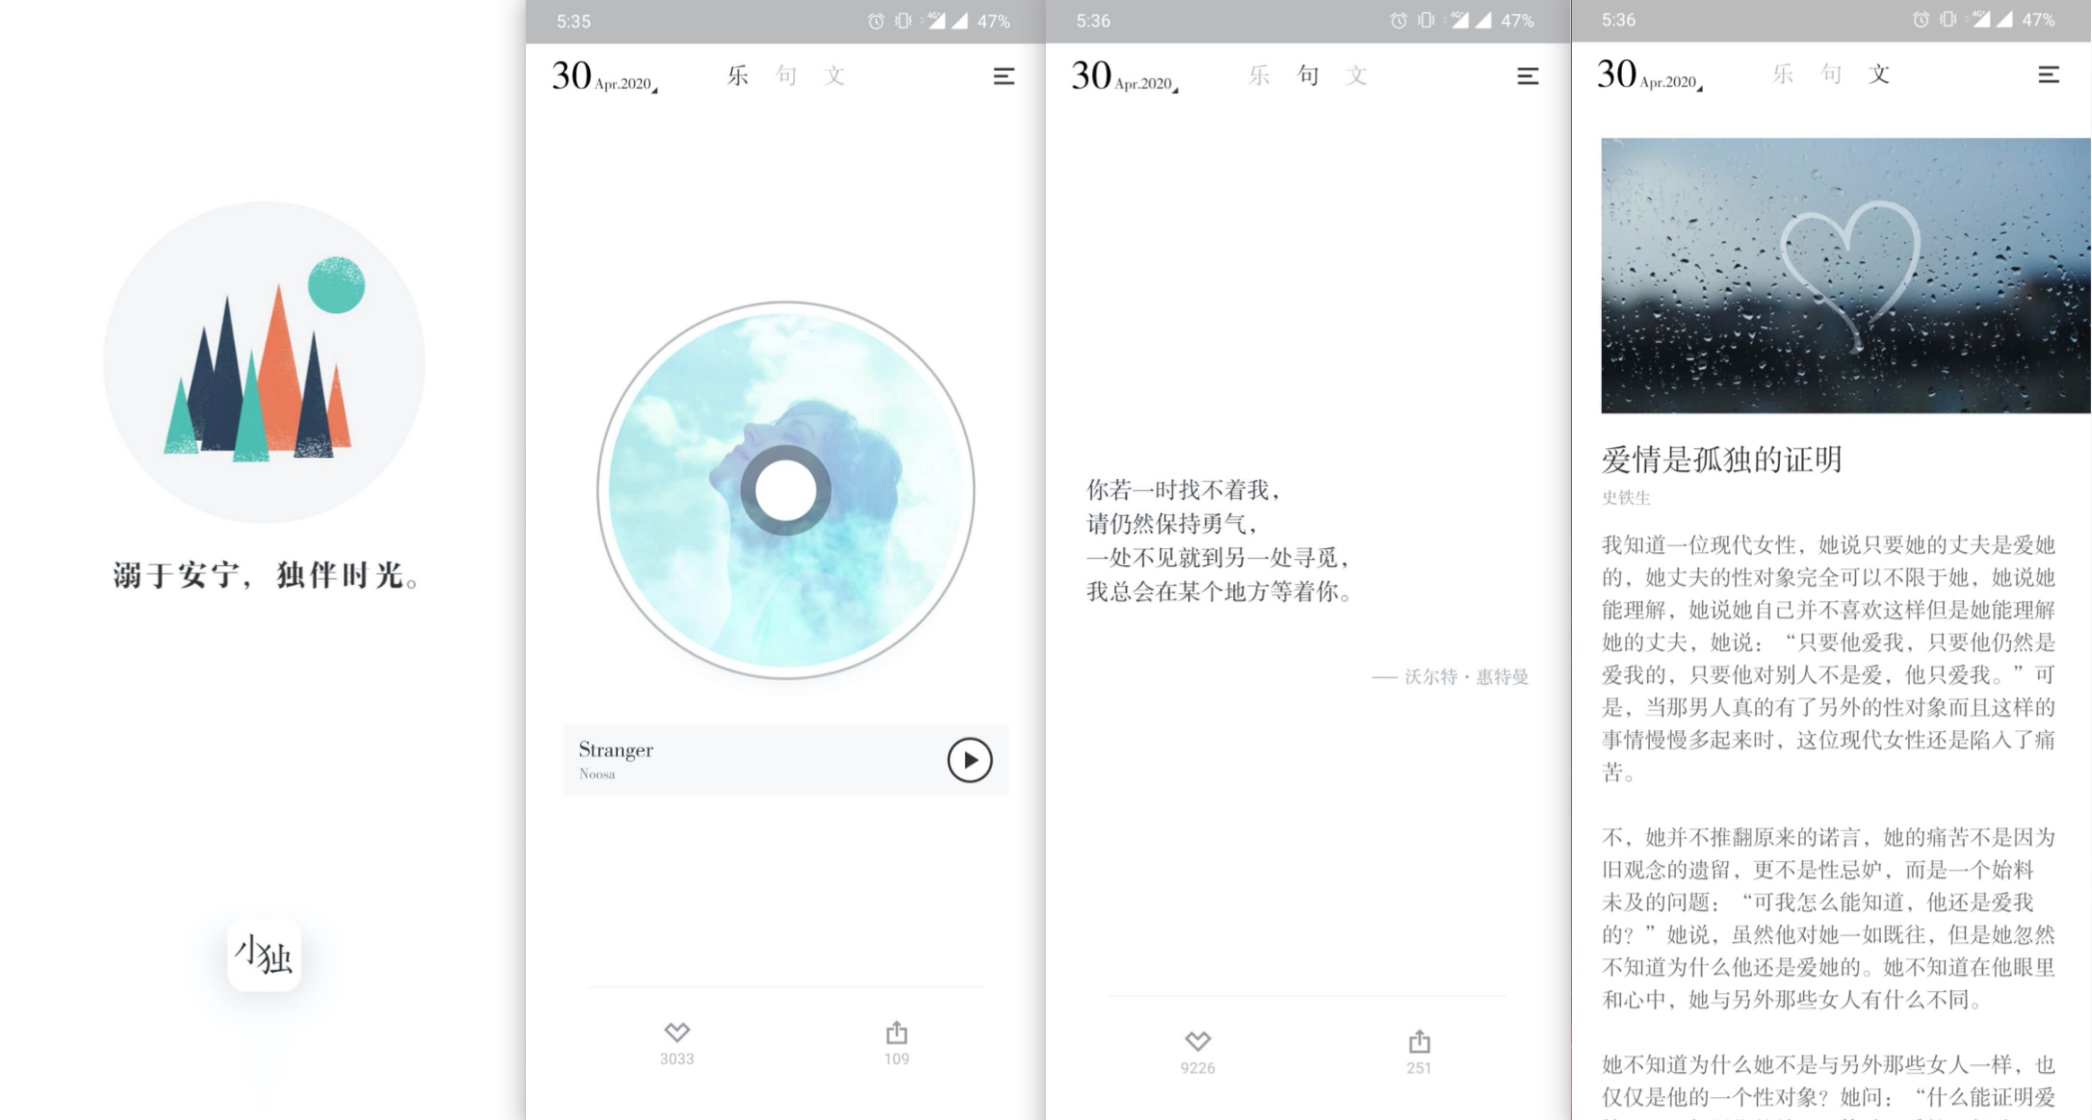 溺于安宁，独伴时光。
小独
5:35
4G+
47%
30 Apr.2020
乐 句 文
Stranger
Noosa
3033
109
5:36
4G+
47%
30 Apr.2020
乐 句 文
你若一时找不着我，
请仍然保持勇气，
一处不见就到另一处寻觅，
我总会在某个地方等着你。
—— 沃尔特·惠特曼
9226
251
5:36
4G+
47%
30 Apr.2020
乐 句 文
爱情是孤独的证明
史铁生
我知道一位现代女性，她说只要她的丈夫是爱她
的，她丈夫的性对象完全可以不限于她，她说她
能理解，她说她自己并不喜欢这样但是她能理解
她的丈夫，她说：“只要他爱我，只要他仍然是
爱我的，只要他对别人不是爱，他只爱我。”可
是，当那男人真的有了另外的性对象而且这样的
事情慢慢多起来时，这位现代女性还是陷入了痛
苦。
不，她并不推翻原来的诺言，她的痛苦不是因为
旧观念的遗留，更不是性忌妒，而是一个始料
未及的问题：“可我怎么能知道，他还是爱我
的？”她说，虽然他对她一如既往，但是她忽然
不知道为什么他还是爱她的。她不知道在他眼里
和心中，她与另外那些女人有什么不同。
她不知道为什么她不是与另外那些女人一样，也
仅仅是他的一个性对象？她问：“什么能证明爱